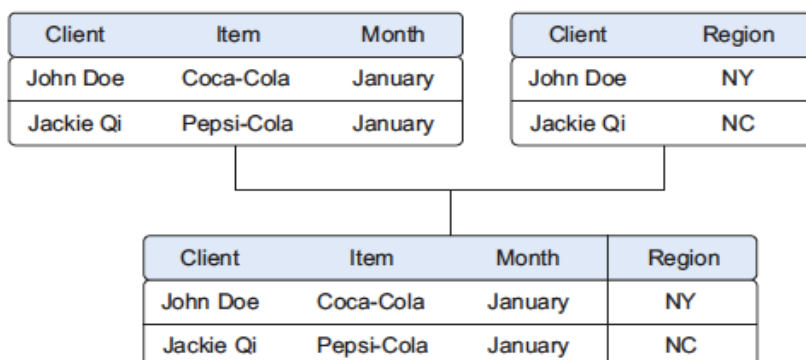 Client Item Month
John Doe Coca-Cola January
Jackie Qi Pepsi-Cola January
Client Region
John Doe NY
Jackie Qi NC
Client Item Month Region
John Doe Coca-Cola January NY
Jackie Qi Pepsi-Cola January NC